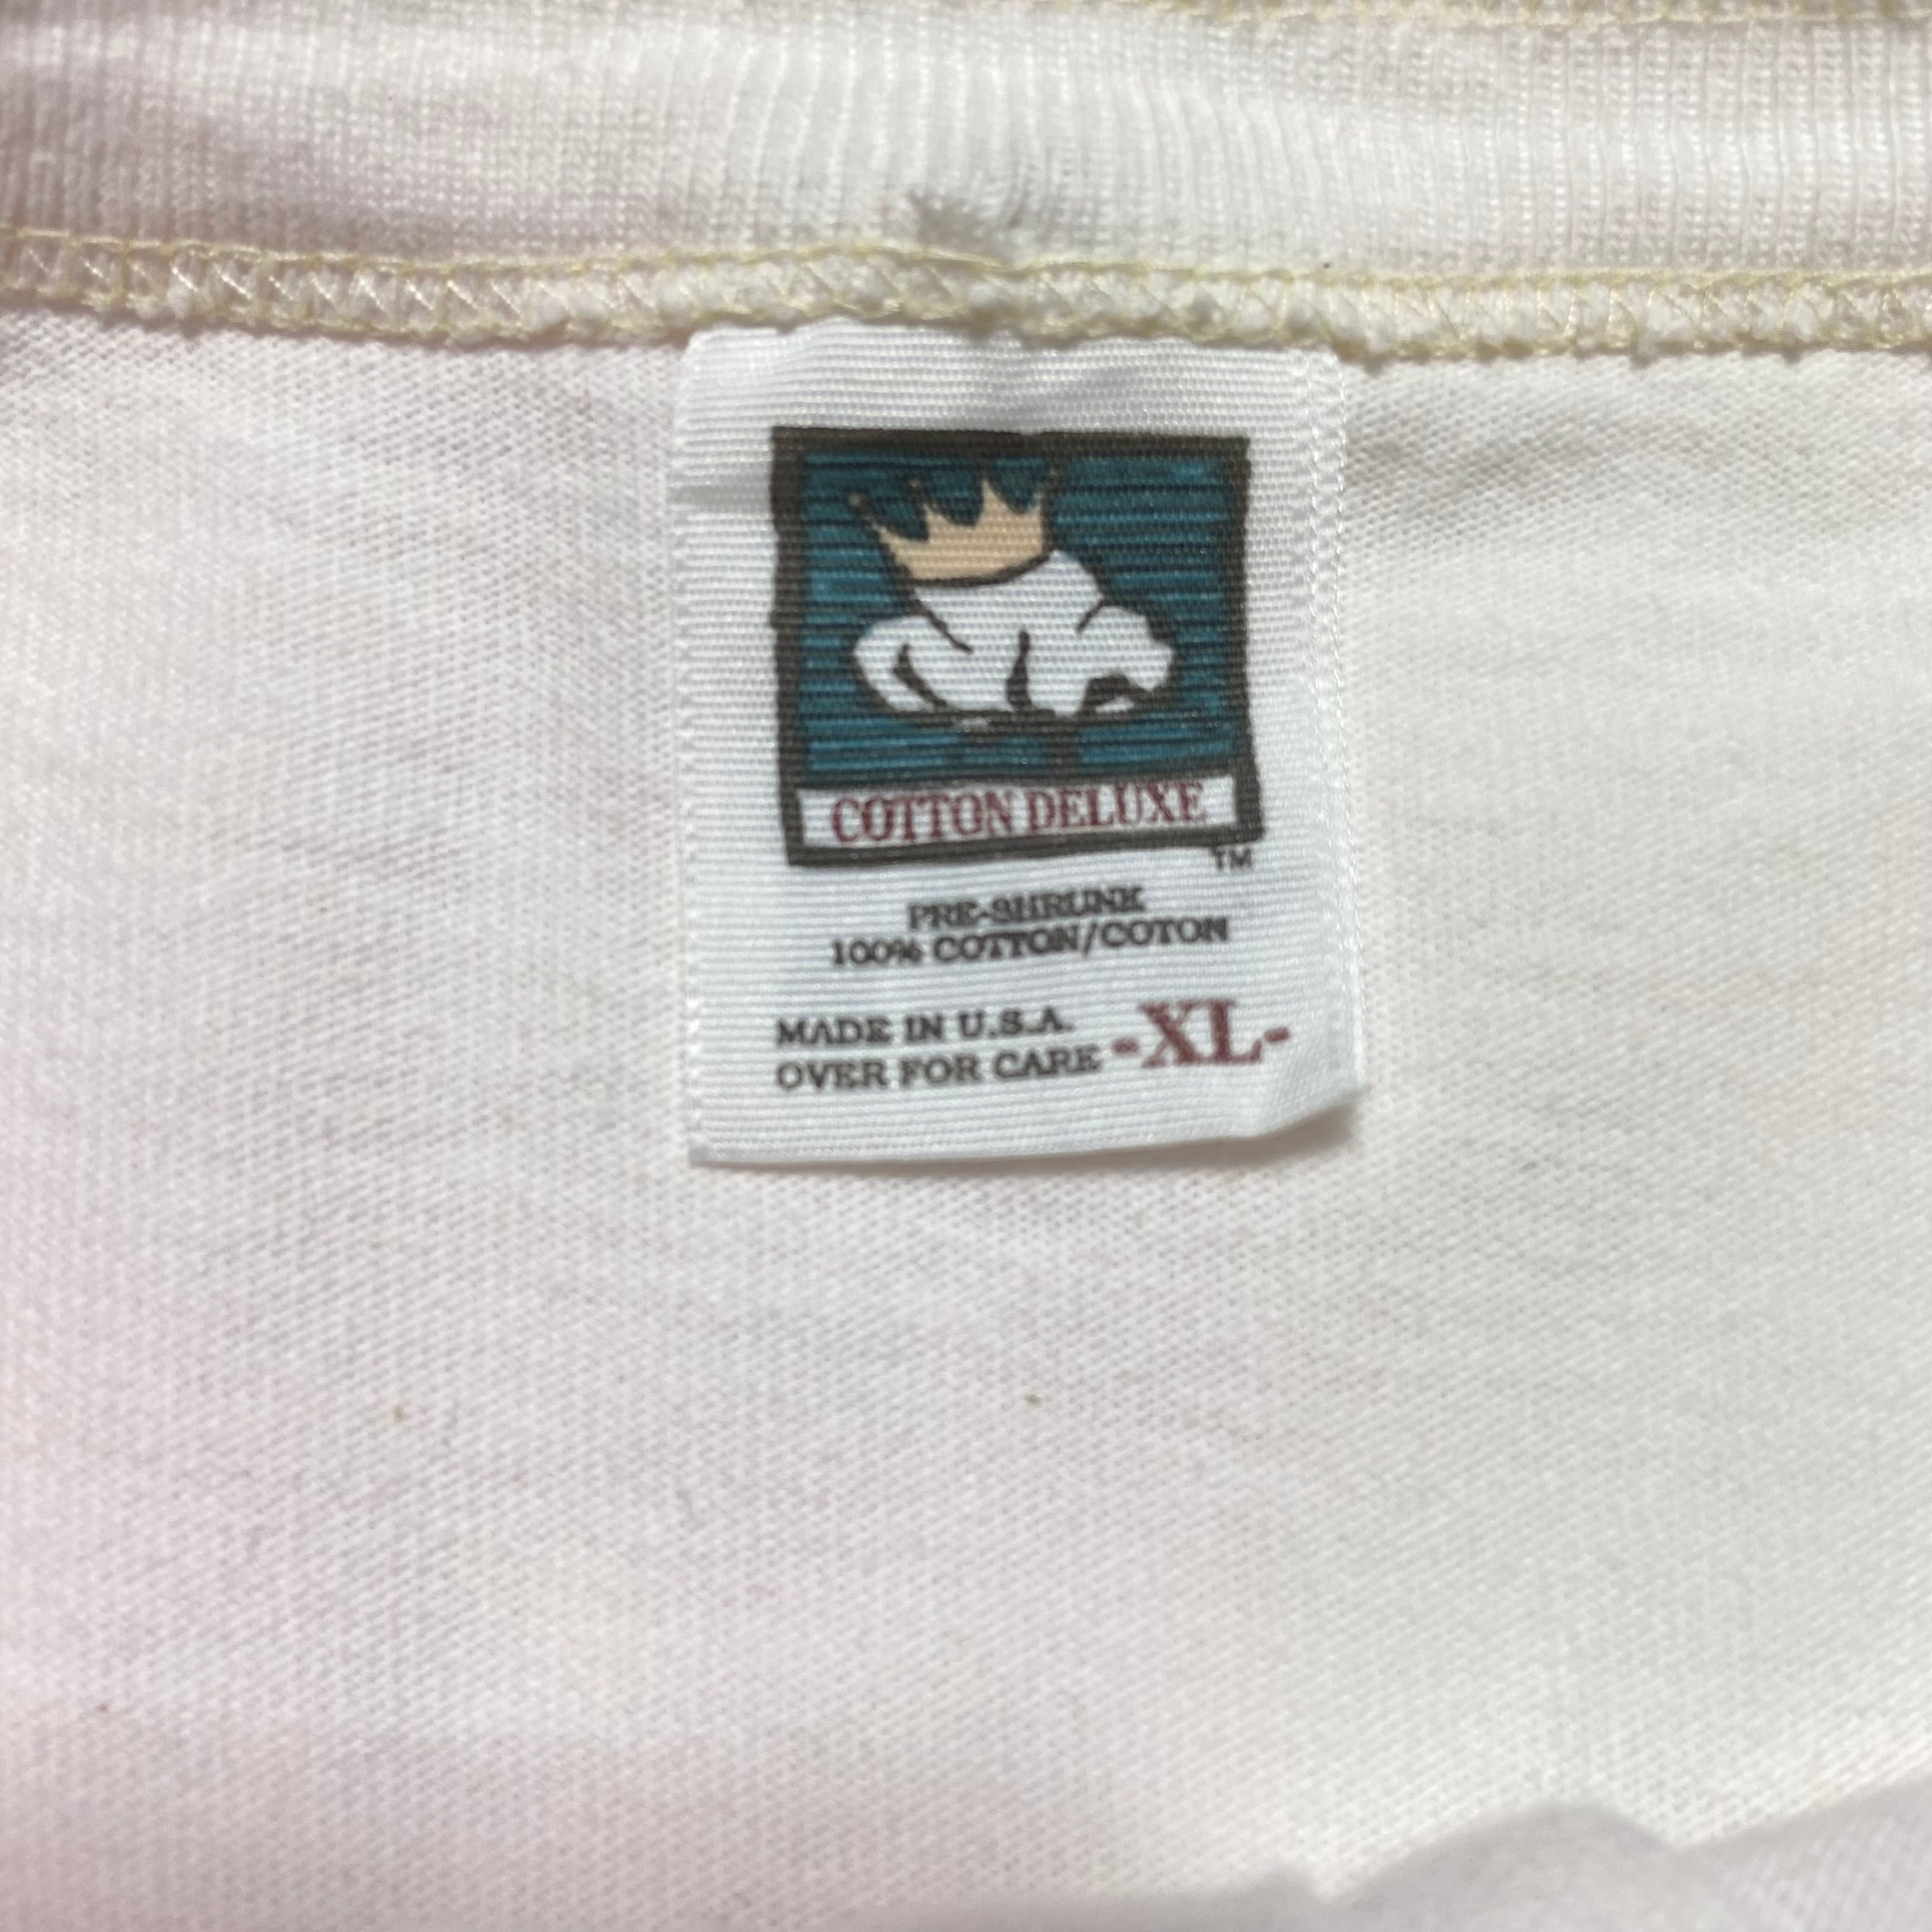 COTTON DELUXE
TM
PRE-SHRUNK
100% COTTON/COTON
MADE IN U.S.A.
OVER FOR CARE -XL-